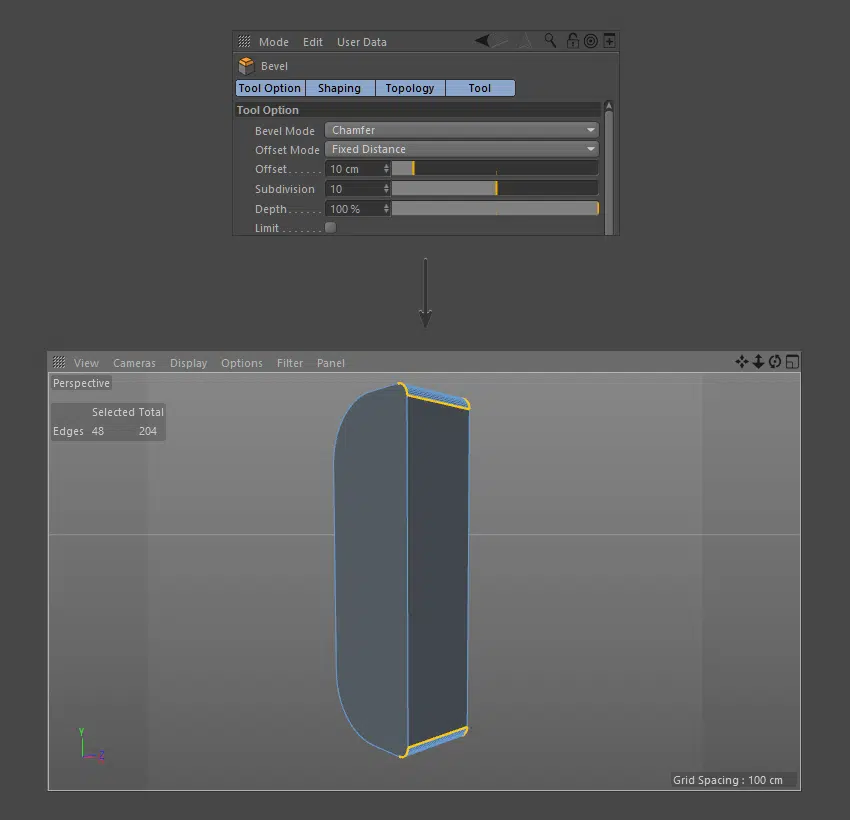 Mode Edit User Data
Bevel
Tool Option Shaping Topology Tool
Tool Option
Bevel Mode Chamfer
Offset Mode Fixed Distance
Offset . . . . . . 10 cm
Subdivision 10
Depth . . . . . . 100 %
Limit . . . . . . .
View Cameras Display Options Filter Panel
Perspective
Selected Total
Edges 48 204
Y
Z
Grid Spacing : 100 cm